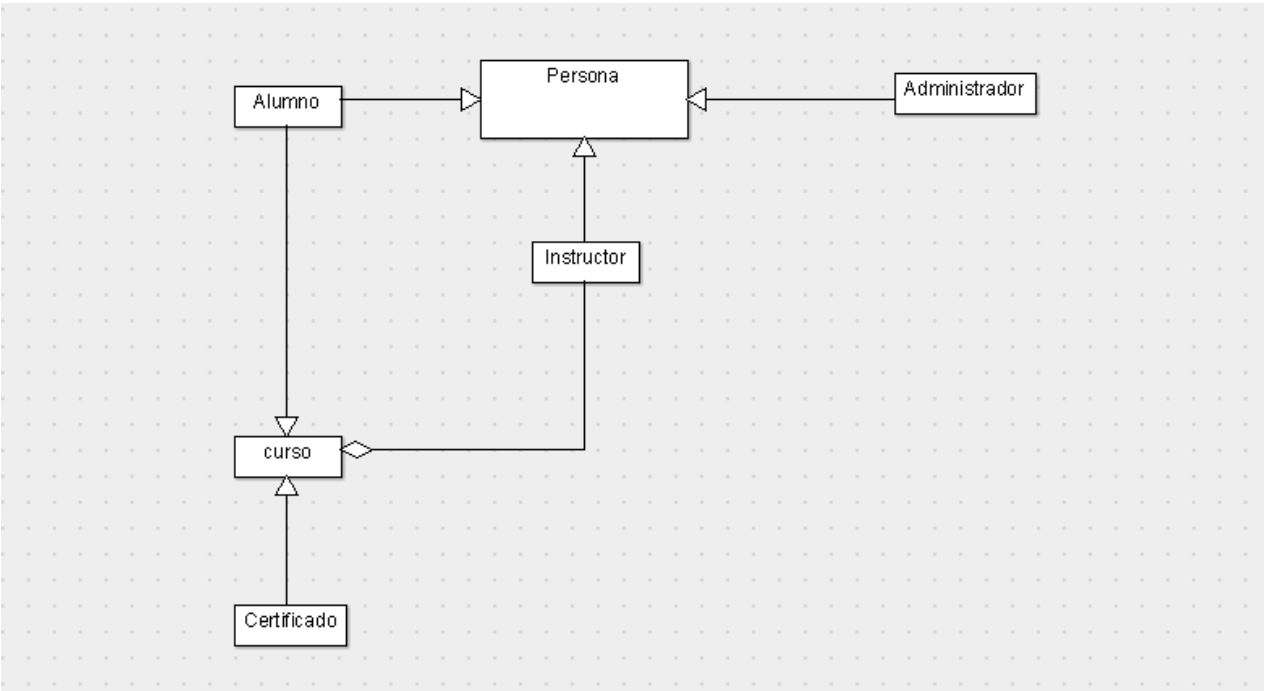 Persona
Administrador
Alumno
Instructor
curso
Certificado